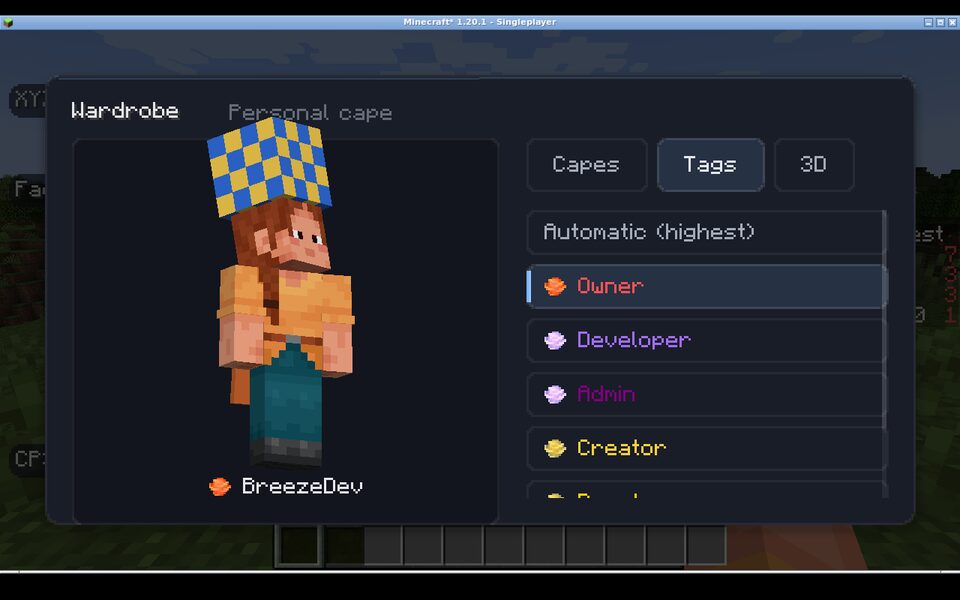 Minecraft* 1.20.1 - Singleplayer
Wardrobe
Personal cape
Capes
Tags
3D
Automatic (highest)
Owner
Developer
Admin
Creator
BreezeDev